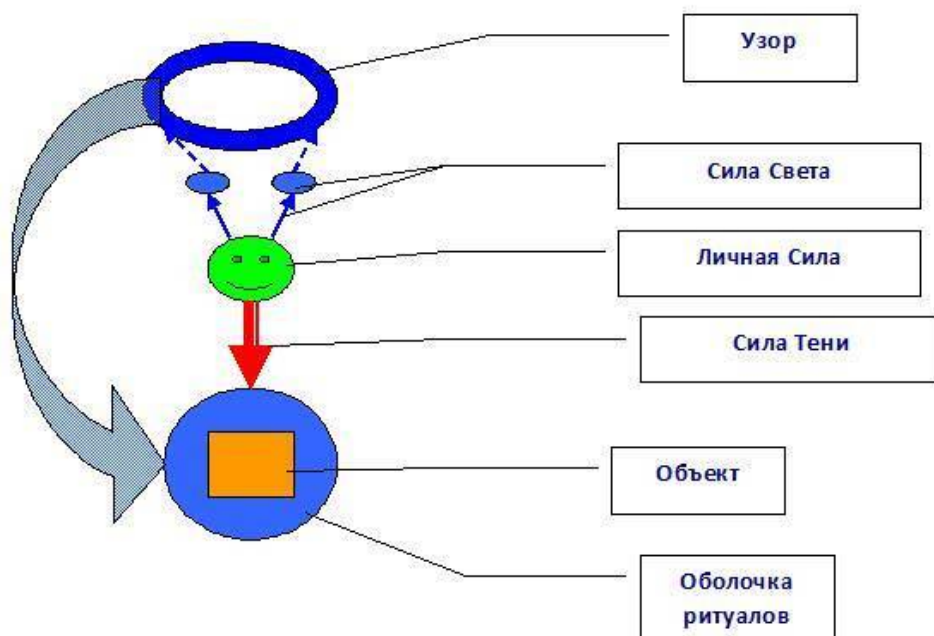 Узор
Сила Света
Личная Сила
Сила Тени
Объект
Оболочка
ритуалов